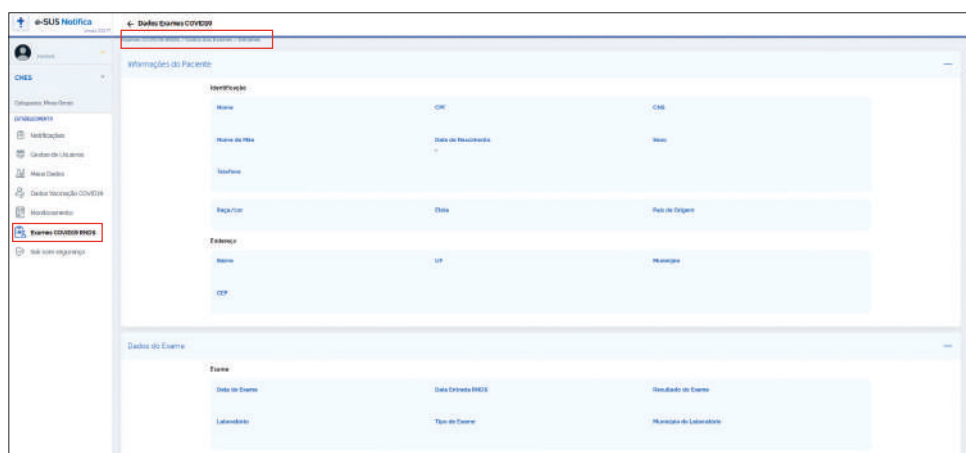 e-SUS Notifica
← Dados Exames COVID19
Informações do Paciente
CNES
Identificação
Nome CPF CNS
Nome da Mãe Data de Nascimento Sexo
Telefone
Raça/Cor Etnia País de Origem
Endereço
Bairro UF Município
CEP
ESTABELECIMENTO
Notificações
Gestão de Usuários
Meus Dados
Dados Vacinação COVID19
Monitoramento
Exames COVID19 RNDS
Sair com segurança
Dados do Exame
Exame
Data do Exame Data Entrada RNDS Resultado do Exame
Laboratório Tipo de Exame Município do Laboratório